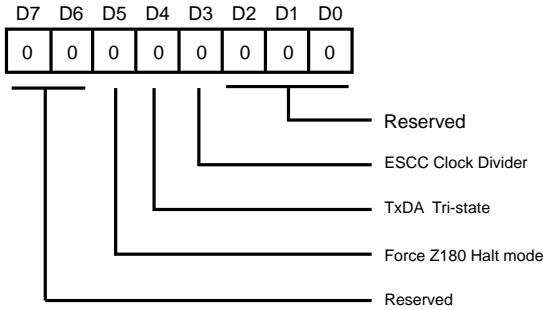 D7 D6 D5 D4 D3 D2 D1 D0
0 0 0 0 0 0 0 0
Reserved
ESCC Clock Divider
TxDA Tri-state
Force Z180 Halt mode
Reserved